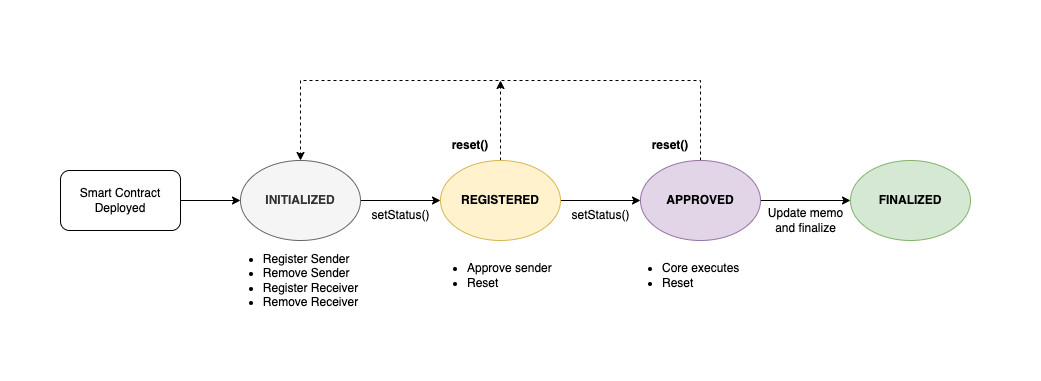 reset()
reset()
Smart Contract
Deployed
INITIALIZED
setStatus()
REGISTERED
setStatus()
APPROVED
Update memo
and finalize
FINALIZED
• Register Sender
• Remove Sender
• Register Receiver
• Remove Receiver
• Approve sender
• Reset
• Core executes
• Reset